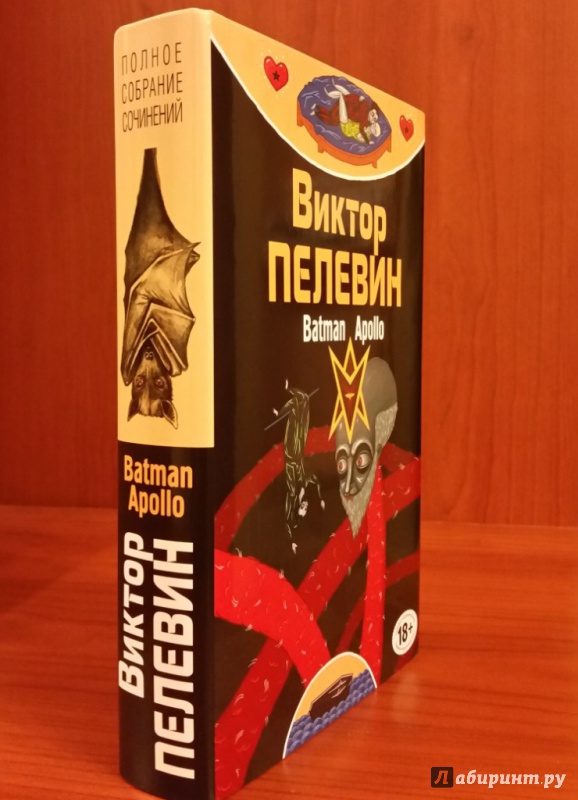 ПОЛНОЕ
СОБРАНИЕ
СОЧИНЕНИЙ
Batman
Apollo
Виктор
ПЕЛЕВИН
Виктор
ПЕЛЕВИН
Batman Apollo
18+
Лабиринт.ру